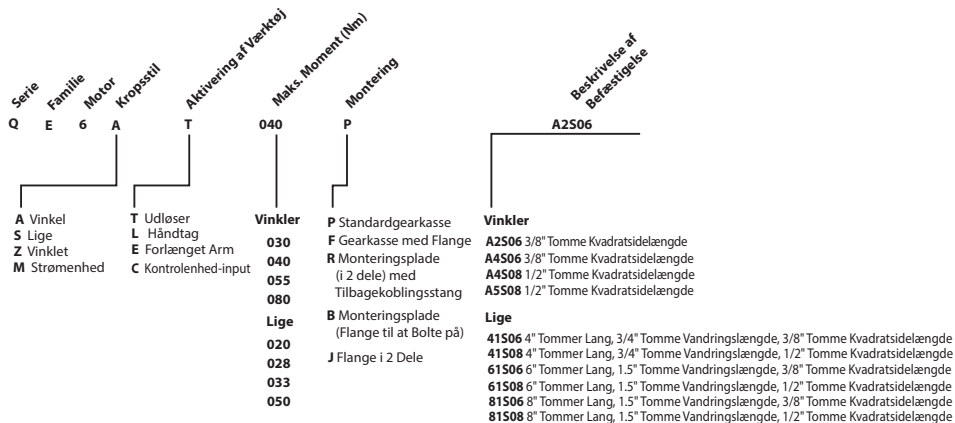 Serie
Familie
Motor
Kropsstil
Aktivering af Værktøj
Maks. Moment (Nm)
Montering
Beskrivelse af
Befæstigelse
Q E 6 A T 040 P A2S06
A Vinkel
S Lige
Z Vinklet
M Strømenhed
T Udløser
L Håndtag
E Forlænget Arm
C Kontrolenhed-input
Vinkler
030
040
055
080
Lige
020
028
033
050
P Standardgearkasse
F Gearkasse med Flange
R Monteringsplade
(i 2 dele) med
Tilbagekoblingsstang
B Monteringsplade
(Flange til at Bolte på)
J Flange i 2 Dele
Vinkler
A2S06 3/8" Tomme Kvadratsidelængde
A4S06 3/8" Tomme Kvadratsidelængde
A4S08 1/2" Tomme Kvadratsidelængde
A5S08 1/2" Tomme Kvadratsidelængde
Lige
41S06 4" Tommer Lang, 3/4" Tomme Vandringslængde, 3/8" Tomme Kvadratsidelængde
41S08 4" Tommer Lang, 3/4" Tomme Vandringslængde, 1/2" Tomme Kvadratsidelængde
61S06 6" Tommer Lang, 1.5" Tomme Vandringslængde, 3/8" Tomme Kvadratsidelængde
61S08 6" Tommer Lang, 1.5" Tomme Vandringslængde, 1/2" Tomme Kvadratsidelængde
81S06 8" Tommer Lang, 1.5" Tomme Vandringslængde, 3/8" Tomme Kvadratsidelængde
81S08 8" Tommer Lang, 1.5" Tomme Vandringslængde, 1/2" Tomme Kvadratsidelængde